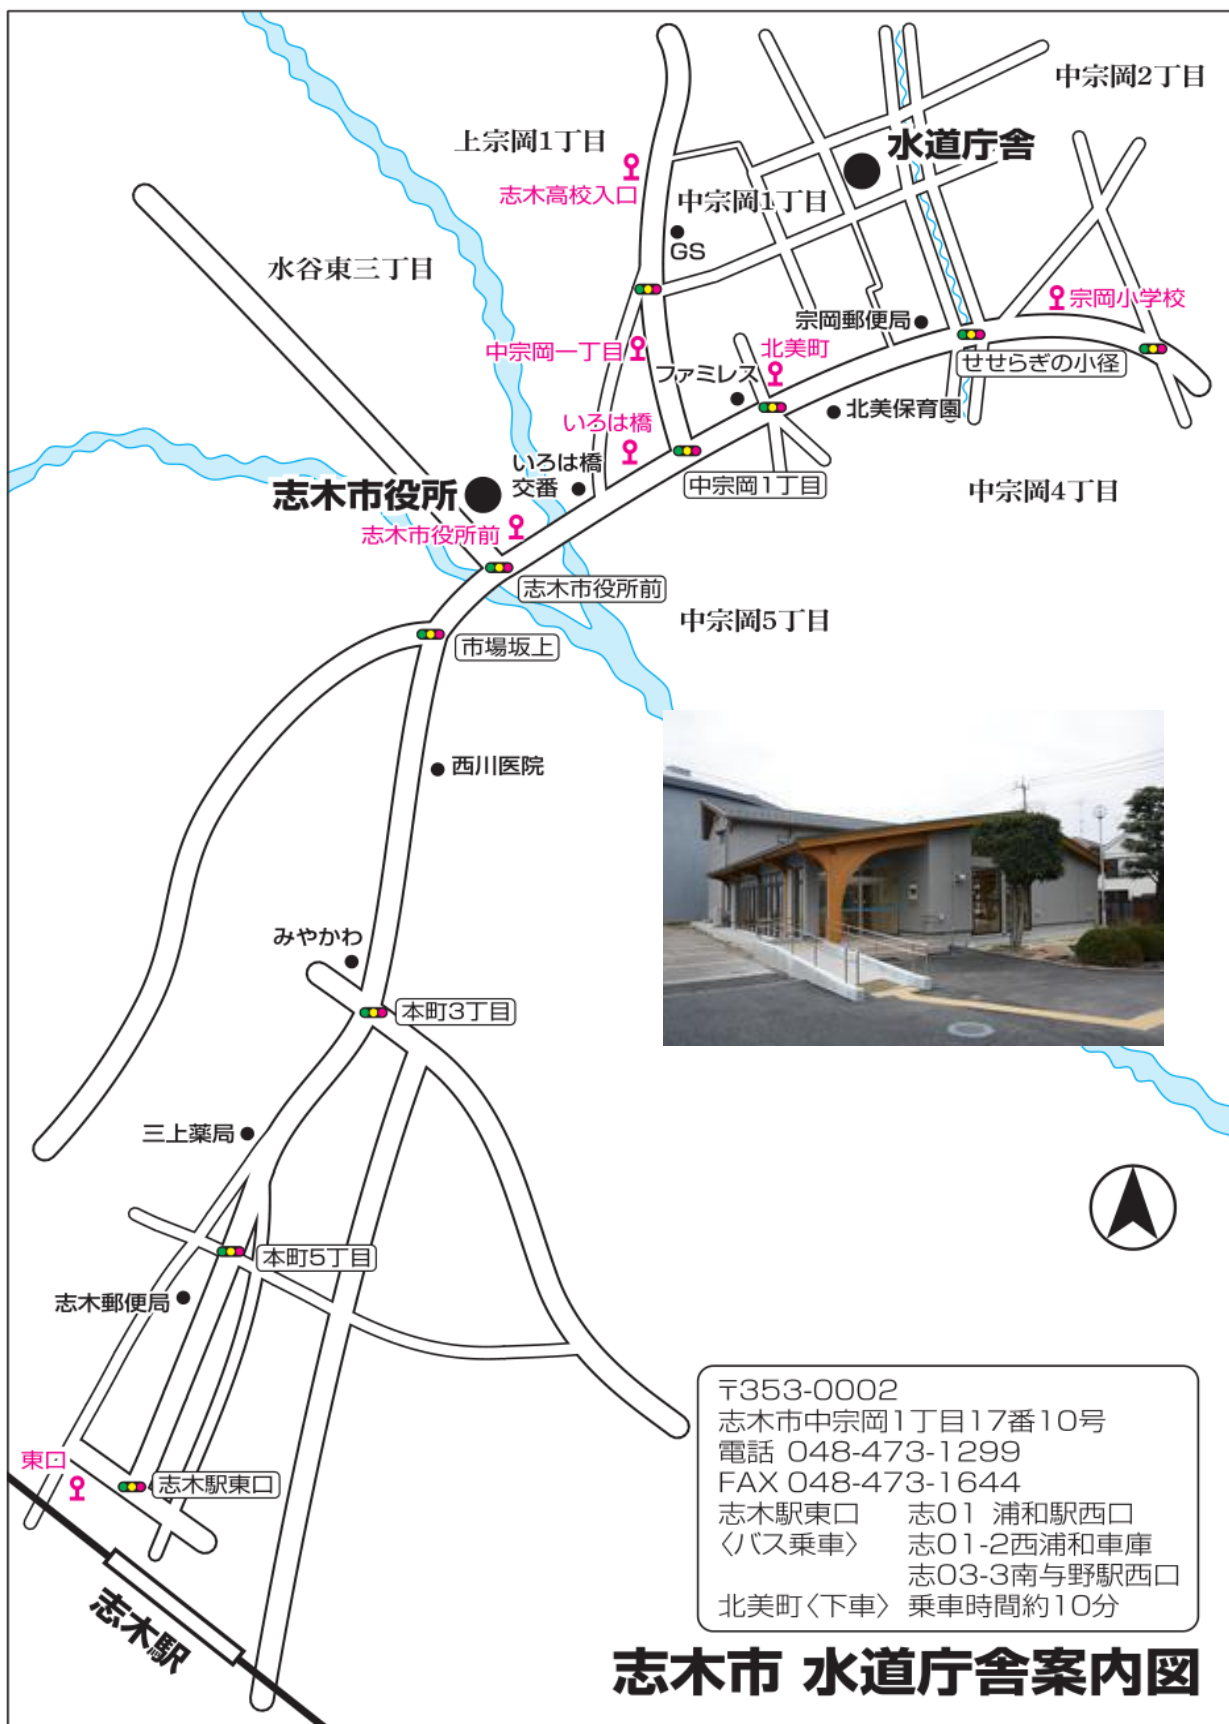 中宗岡2丁目
上宗岡1丁目
水道庁舎
志木高校入口
中宗岡1丁目
GS
水谷東三丁目
宗岡小学校
宗岡郵便局
中宗岡一丁目
北美町
せせらぎの小径
ファミレス
北美保育園
いろは橋
いろは橋
交番
中宗岡1丁目
中宗岡4丁目
志木市役所
志木市役所前
志木市役所前
中宗岡5丁目
市場坂上
西川医院
みやかわ
本町3丁目
三上薬局
本町5丁目
志木郵便局
東口
志木駅東口
志木駅
〒353-0002
志木市中宗岡1丁目17番10号
電話 048-473-1299
FAX 048-473-1644
志木駅東口 志01 浦和駅西口
〈バス乗車〉 志01-2西浦和車庫
志03-3南与野駅西口
北美町〈下車〉 乗車時間約10分
志木市 水道庁舎案内図